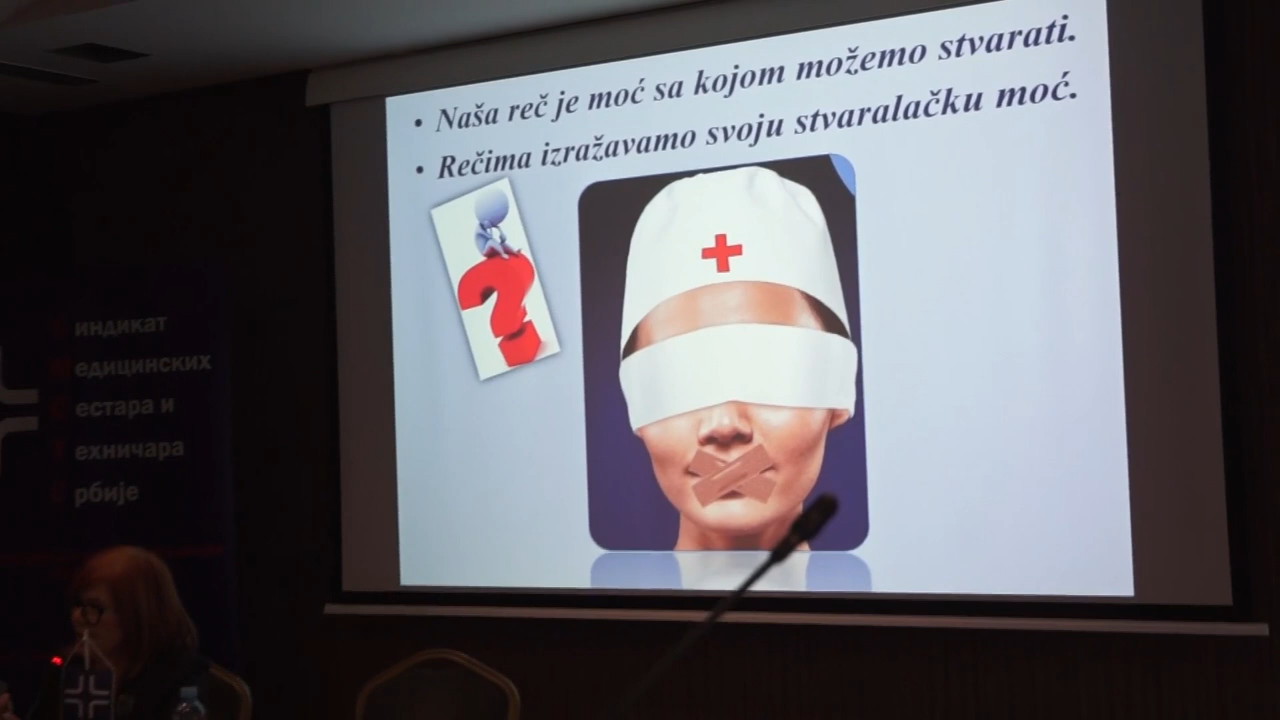 • Naša reč je moć sa kojom možemo stvarati.
• Rečima izražavamo svoju stvaralačku moć.
индикат
едицинских
естара и
ехничара
рбије